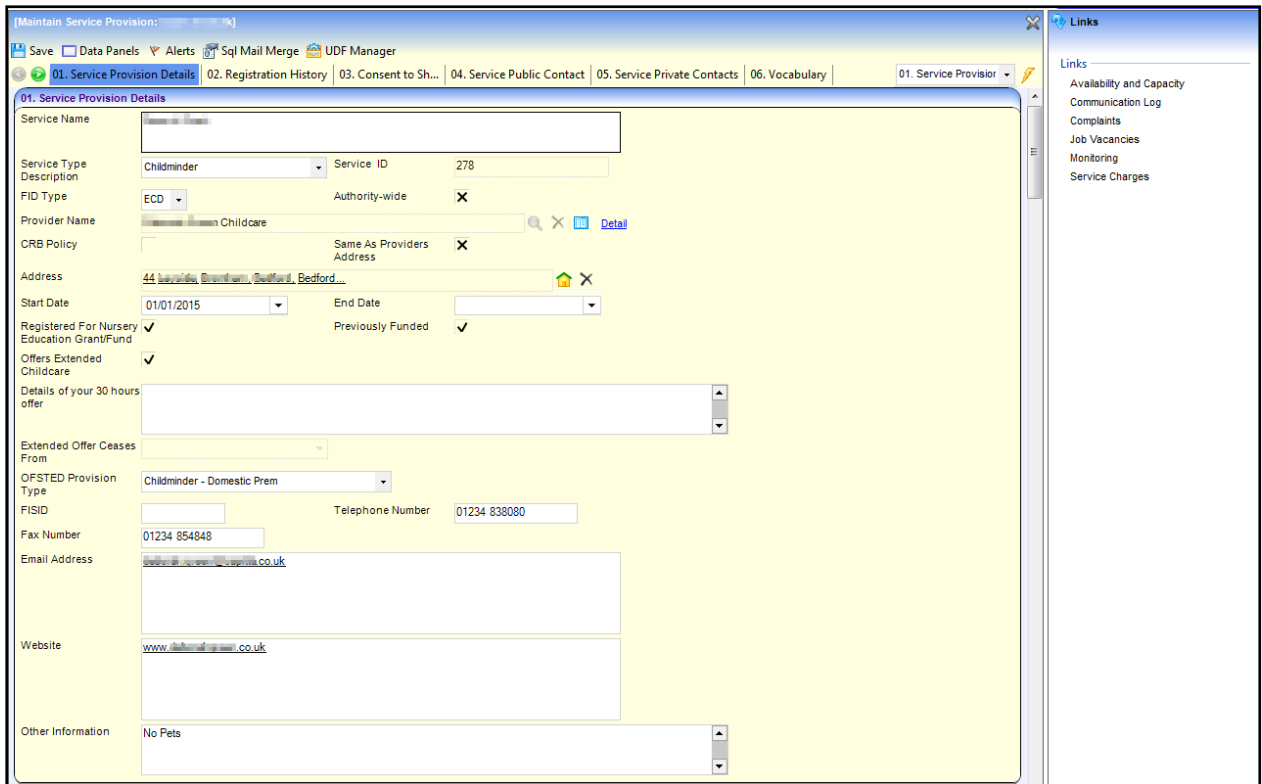 [Maintain Service Provision: k]
Links
Save Data Panels Alerts Sql Mail Merge UDF Manager
01. Service Provision Details 02. Registration History 03. Consent to Sh... 04. Service Public Contact 05. Service Private Contacts 06. Vocabulary 01. Service Provisior
Links
Availability and Capacity
Communication Log
Complaints
Job Vacancies
Monitoring
Service Charges
01. Service Provision Details
Service Name
Service Type Description Childminder Service ID 278
FID Type ECD Authority-wide
Provider Name Childcare Detail
CRB Policy Same As Providers Address
Address 44 Bedford...
Start Date 01/01/2015 End Date
Registered For Nursery Education Grant/Fund Previously Funded
Offers Extended Childcare
Details of your 30 hours offer
Extended Offer Ceases From
OFSTED Provision Type Childminder - Domestic Prem
FISID Telephone Number 01234 838080
Fax Number 01234 854848
Email Address .co.uk
Website www. .co.uk
Other Information No Pets